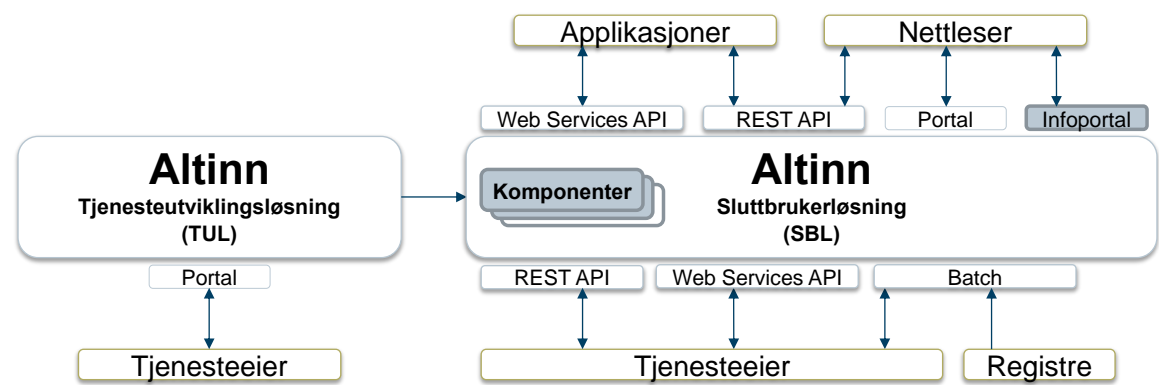 Applikasjoner
Nettleser
Web Services API
REST API
Portal
Infoportal
Altinn
Tjenesteutviklingsløsning
(TUL)
Komponenter
Altinn
Sluttbrukerløsning
(SBL)
Portal
REST API
Web Services API
Batch
Tjenesteeier
Tjenesteeier
Registre